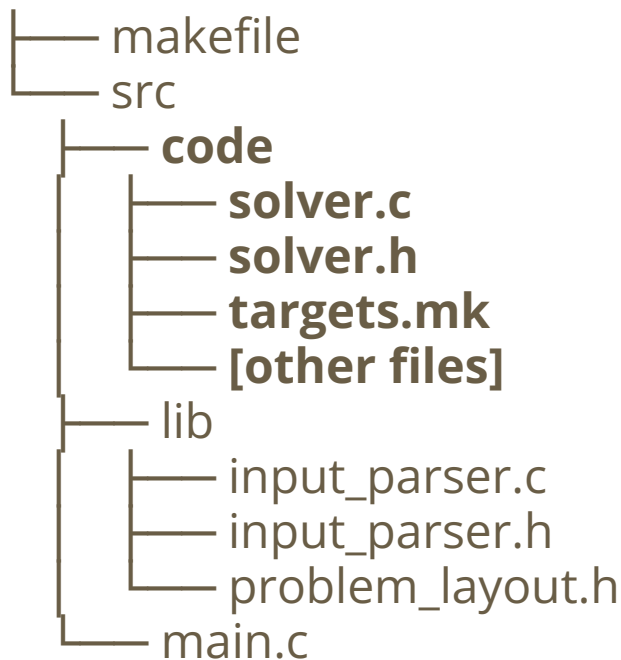 makefile
src
code
solver.c
solver.h
targets.mk
[other files]
lib
input_parser.c
input_parser.h
problem_layout.h
main.c